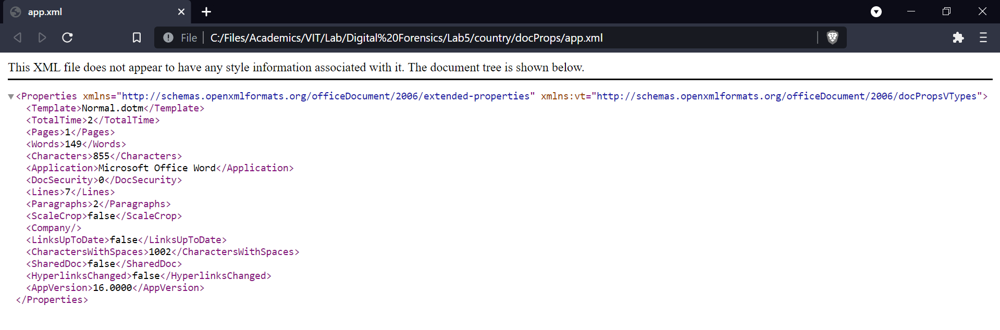 app.xml
File C:/Files/Academics/VIT/Lab/Digital%20Forensics/Lab5/country/docProps/app.xml
This XML file does not appear to have any style information associated with it. The document tree is shown below.
<Properties xmlns="http://schemas.openxmlformats.org/officeDocument/2006/extended-properties" xmlns:vt="http://schemas.openxmlformats.org/officeDocument/2006/docPropsVTypes">
<Template>Normal.dotm</Template>
<TotalTime>2</TotalTime>
<Pages>1</Pages>
<Words>149</Words>
<Characters>855</Characters>
<Application>Microsoft Office Word</Application>
<DocSecurity>0</DocSecurity>
<Lines>7</Lines>
<Paragraphs>2</Paragraphs>
<ScaleCrop>false</ScaleCrop>
<Company/>
<LinksUpToDate>false</LinksUpToDate>
<CharactersWithSpaces>1002</CharactersWithSpaces>
<SharedDoc>false</SharedDoc>
<HyperlinksChanged>false</HyperlinksChanged>
<AppVersion>16.0000</AppVersion>
</Properties>